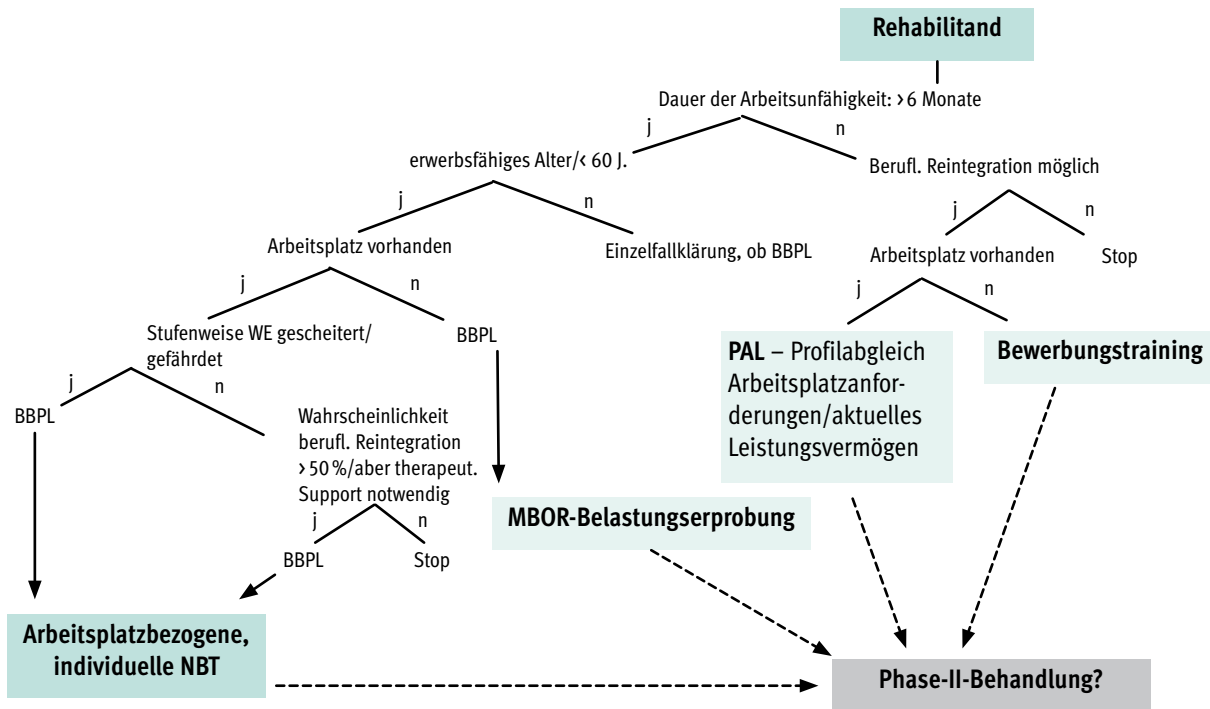 Rehabilitand
Dauer der Arbeitsunfähigkeit: > 6 Monate
j
n
erwerbsfähiges Alter/< 60 J.
Berufl. Reintegration möglich
j
n
j
n
Arbeitsplatz vorhanden
Einzelfallklärung, ob BBPL
Arbeitsplatz vorhanden
Stop
j
n
j
n
Stufenweise WE gescheitert/
gefährdet
BBPL
PAL – Profilabgleich
Arbeitsplatzanfor-
derungen/aktuelles
Leistungsvermögen
Bewerbungstraining
j
n
BBPL
Wahrscheinlichkeit
berufl. Reintegration
> 50 %/aber therapeut.
Support notwendig
MBOR-Belastungserprobung
j
n
BBPL
Stop
Arbeitsplatzbezogene,
individuelle NBT
Phase-II-Behandlung?